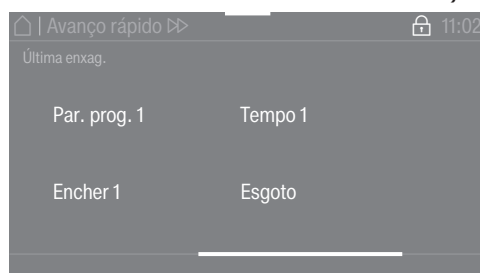 | Avanço rápido 11:02
Última enxag.
Par. prog. 1 Tempo 1
Encher 1 Esgoto